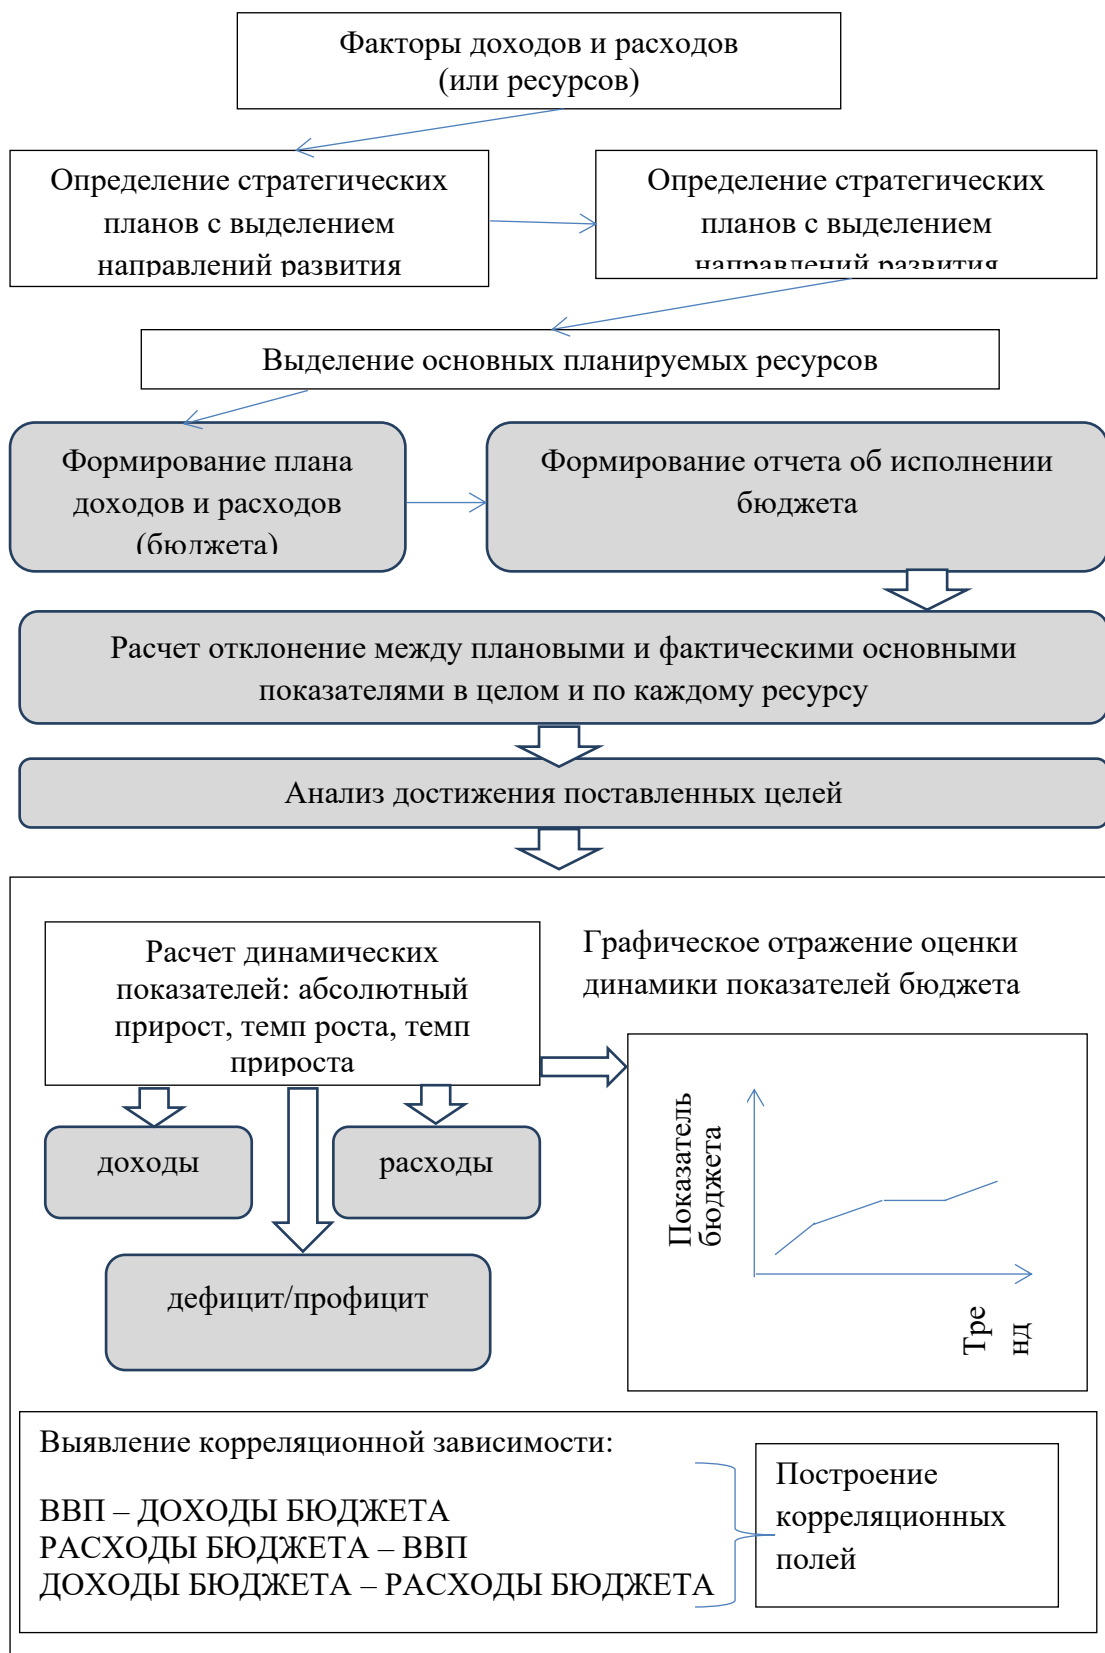 Факторы доходов и расходов
(или ресурсов)
Определение стратегических
планов с выделением
направлений развития
Определение стратегических
планов с выделением
направлений развития
Выделение основных планируемых ресурсов
Формирование плана
доходов и расходов
(бюджета)
Формирование отчета об исполнении
бюджета
Расчет отклонение между плановыми и фактическими основными
показателями в целом и по каждому ресурсу
Анализ достижения поставленных целей
Расчет динамических
показателей: абсолютный
прирост, темп роста, темп
прироста
Графическое отражение оценки
динамики показателей бюджета
доходы
расходы
дефицит/профицит
Показатель
бюджета
Тре
нд
Выявление корреляционной зависимости:
ВВП – ДОХОДЫ БЮДЖЕТА
РАСХОДЫ БЮДЖЕТА – ВВП
ДОХОДЫ БЮДЖЕТА – РАСХОДЫ БЮДЖЕТА
Построение
корреляционных
полей